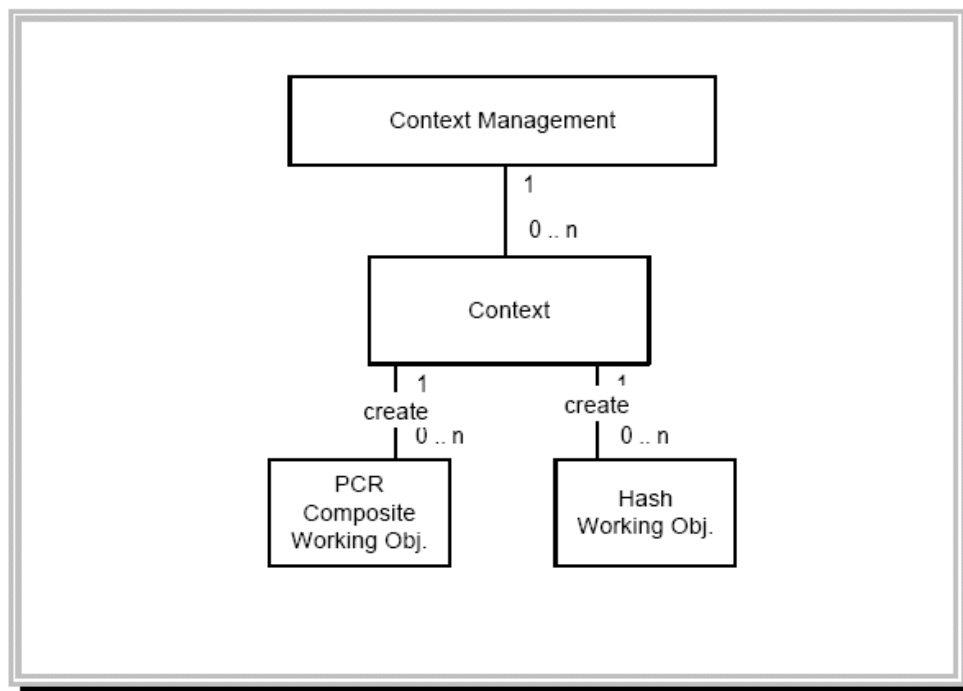 Context Management
1
0 .. n
Context
1
1
create
create
0 .. n
0 .. n
PCR
Composite
Working Obj.
Hash
Working Obj.